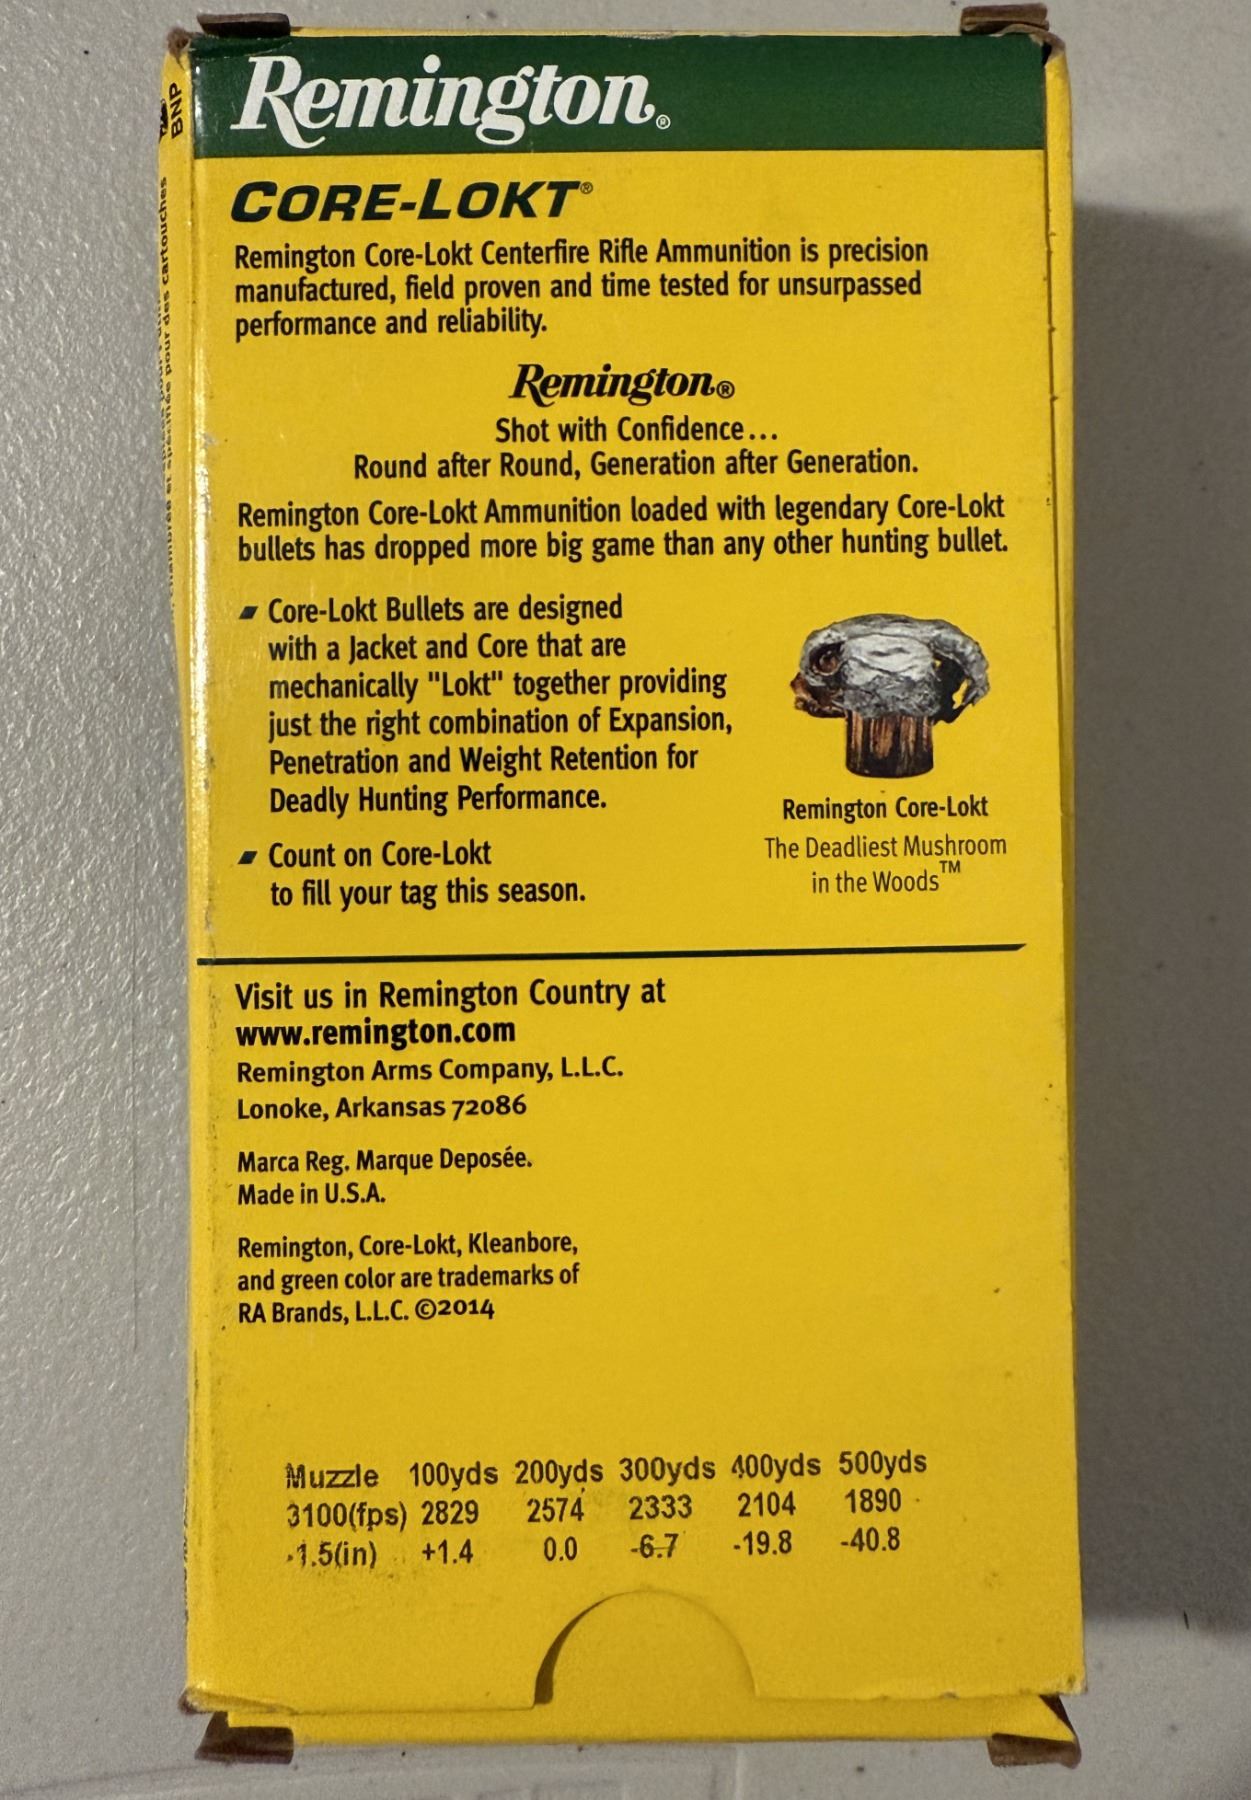 Remington®
CORE-LOKT®
Remington Core-Lokt Centerfire Rifle Ammunition is precision
manufactured, field proven and time tested for unsurpassed
performance and reliability.
Remington®
Shot with Confidence...
Round after Round, Generation after Generation.
Remington Core-Lokt Ammunition loaded with legendary Core-Lokt
bullets has dropped more big game than any other hunting bullet.
Core-Lokt Bullets are designed
with a Jacket and Core that are
mechanically "Lokt" together providing
just the right combination of Expansion,
Penetration and Weight Retention for
Deadly Hunting Performance.
Count on Core-Lokt
to fill your tag this season.
Remington Core-Lokt
The Deadliest Mushroom
in the Woods™
Visit us in Remington Country at
www.remington.com
Remington Arms Company, L.L.C.
Lonoke, Arkansas 72086
Marca Reg. Marque Deposée.
Made in U.S.A.
Remington, Core-Lokt, Kleanbore,
and green color are trademarks of
RA Brands, L.L.C. ©2014
Muzzle 100yds 200yds 300yds 400yds 500yds
3100(fps) 2829 2574 2333 2104 1890
-1.5(in) +1.4 0.0 -6.7 -19.8 -40.8
BNP
pour des cartouches